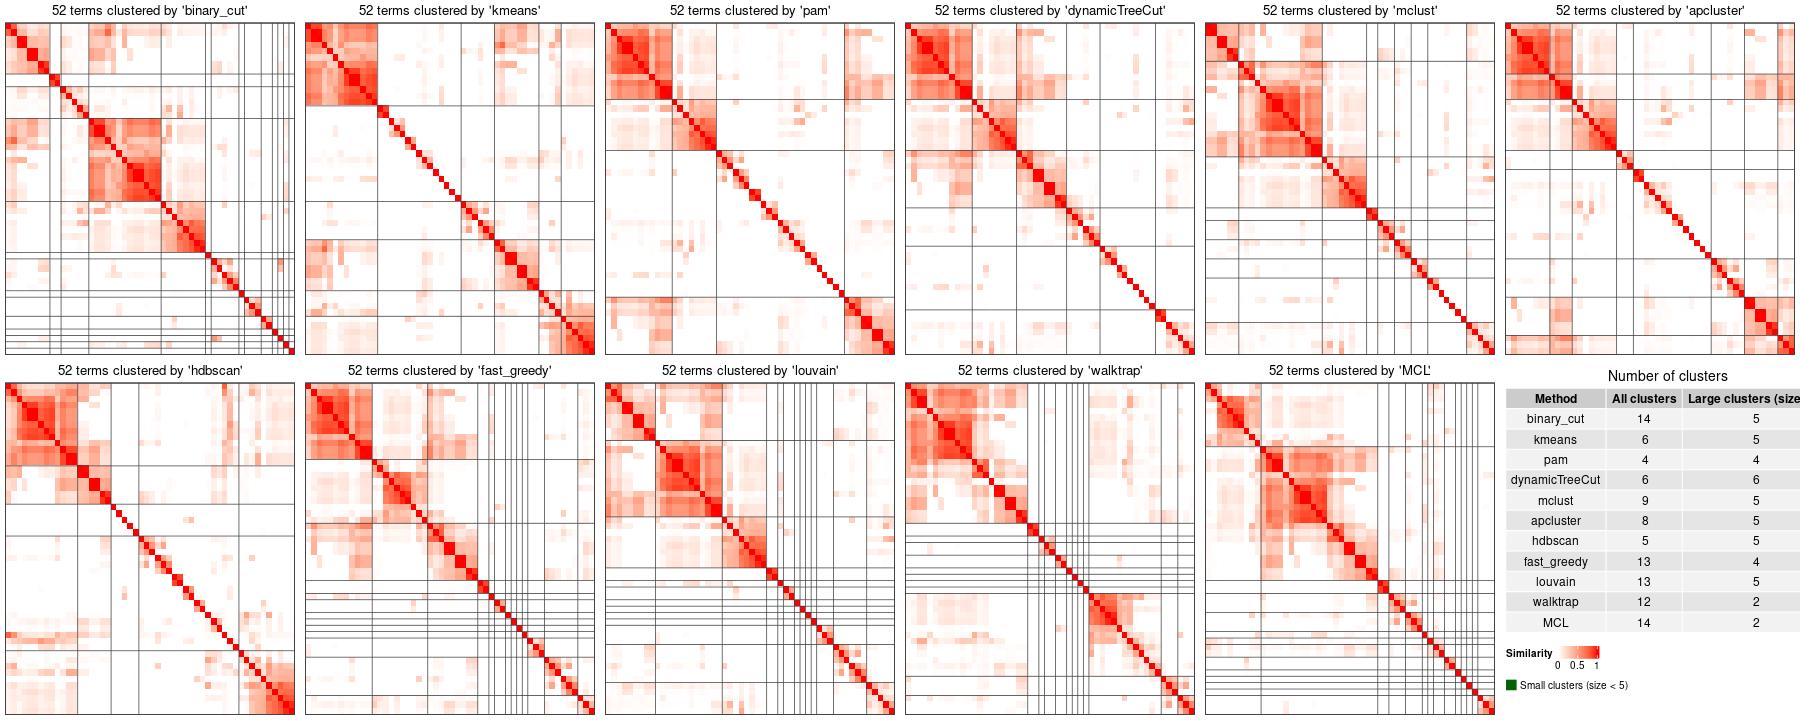 52 terms clustered by 'binary_cut'
52 terms clustered by 'kmeans'
52 terms clustered by 'pam'
52 terms clustered by 'dynamicTreeCut'
52 terms clustered by 'mclust'
52 terms clustered by 'apcluster'
52 terms clustered by 'hdbscan'
52 terms clustered by 'fast_greedy'
52 terms clustered by 'louvain'
52 terms clustered by 'walktrap'
52 terms clustered by 'MCL'
Number of clusters
Method All clusters Large clusters (size
binary_cut 14 5
kmeans 6 5
pam 4 4
dynamicTreeCut 6 6
mclust 9 5
apcluster 8 5
hdbscan 5 5
fast_greedy 13 4
louvain 13 5
walktrap 12 2
MCL 14 2
Similarity
0 0.5 1
Small clusters (size < 5)